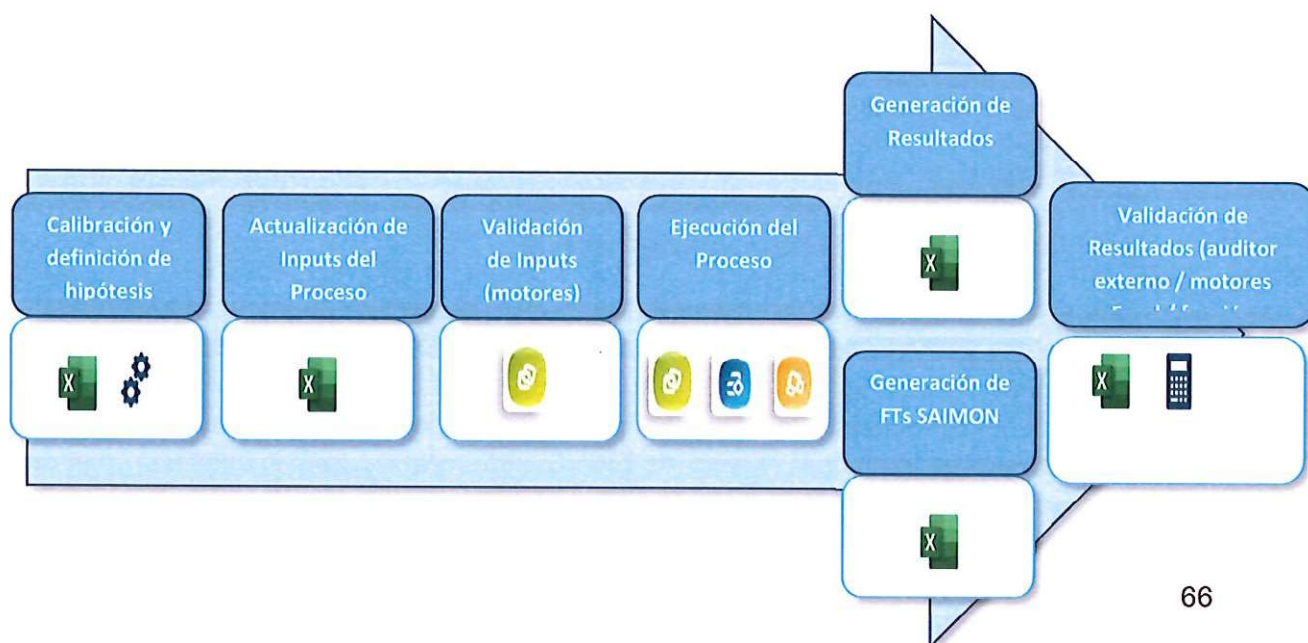 Calibración y
definición de
hipótesis
Actualización de
Inputs del
Proceso
Validación
de Inputs
(motores)
Ejecución del
Proceso
Generación de
Resultados
Generación de
FTs SAIMON
Validación de
Resultados (auditor
externo / motores
66